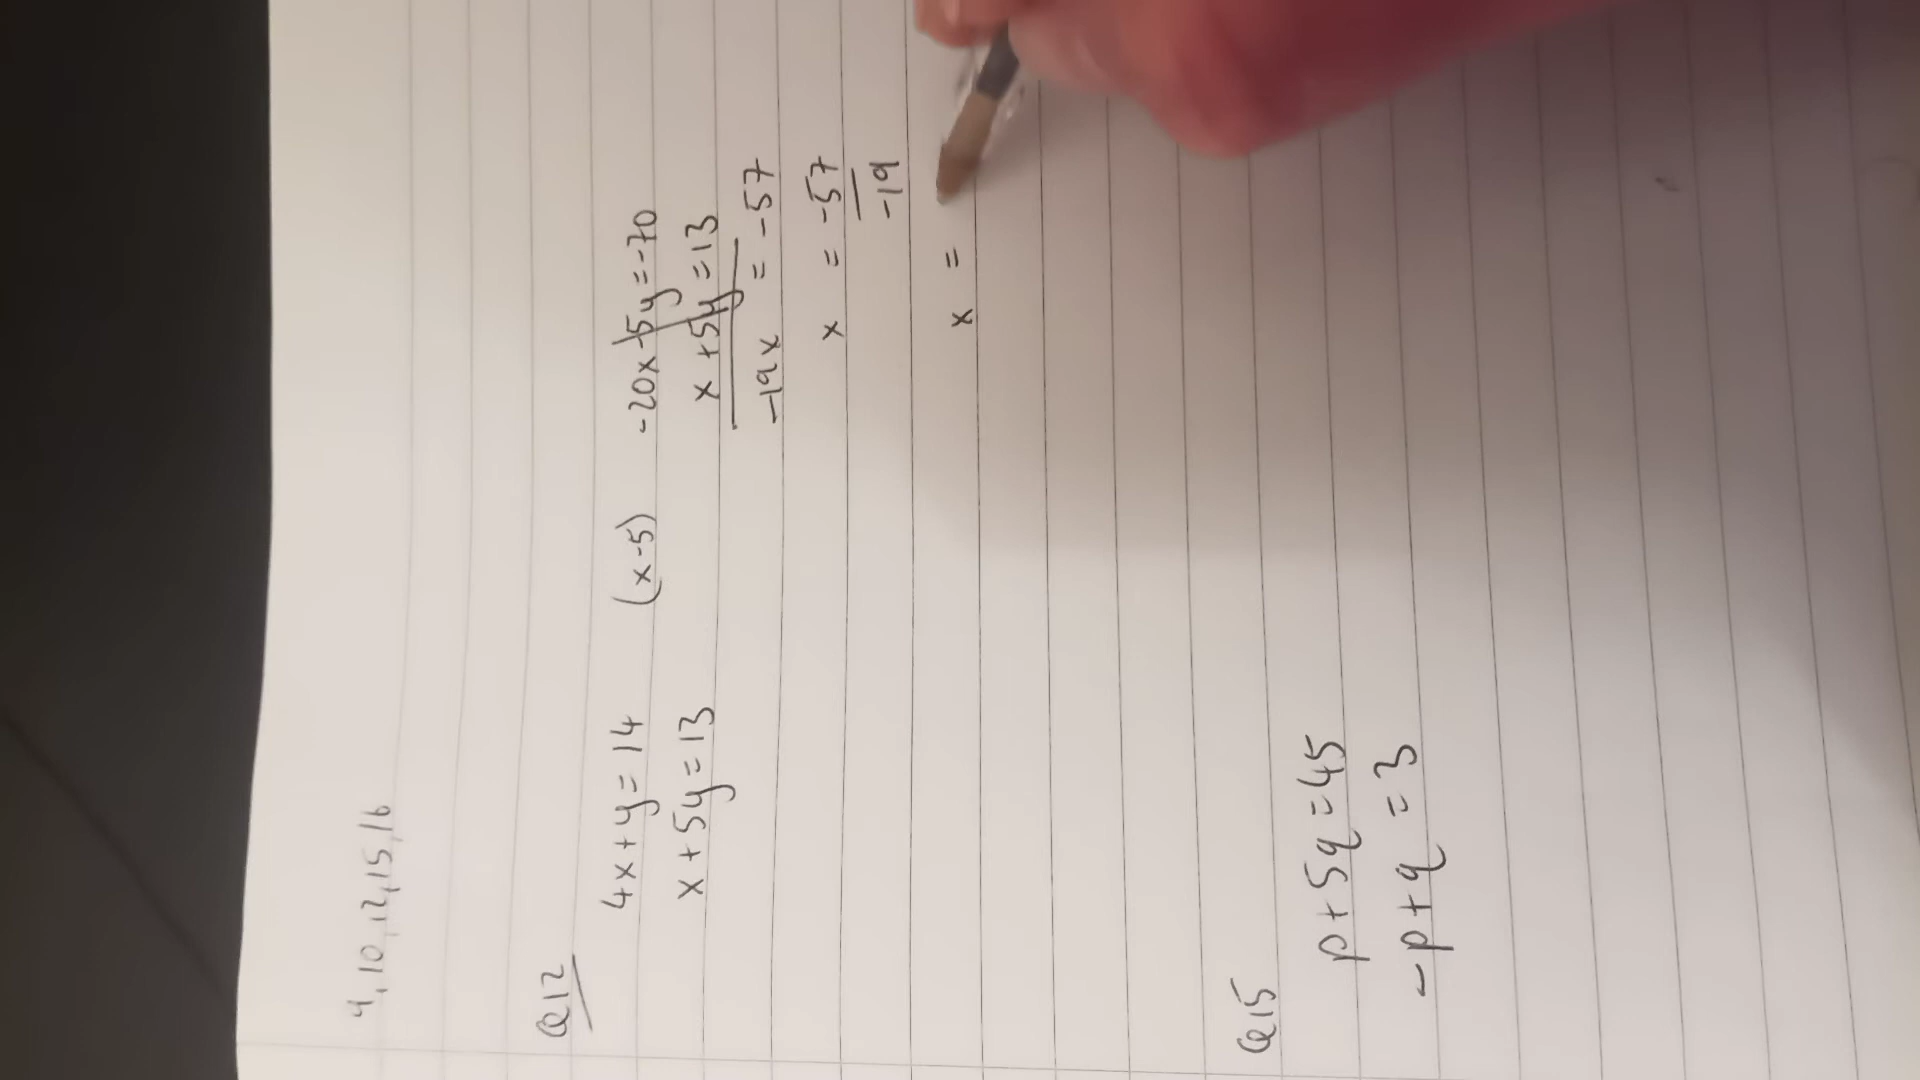 4,10,12,15,16
Q12
4x+y=14 (x-5) -20x-5y=-70
x+5y=13 x+5y=13
-19x = -57
x = -57
-19
x =
Q15
p+5q=45
-p+q=3